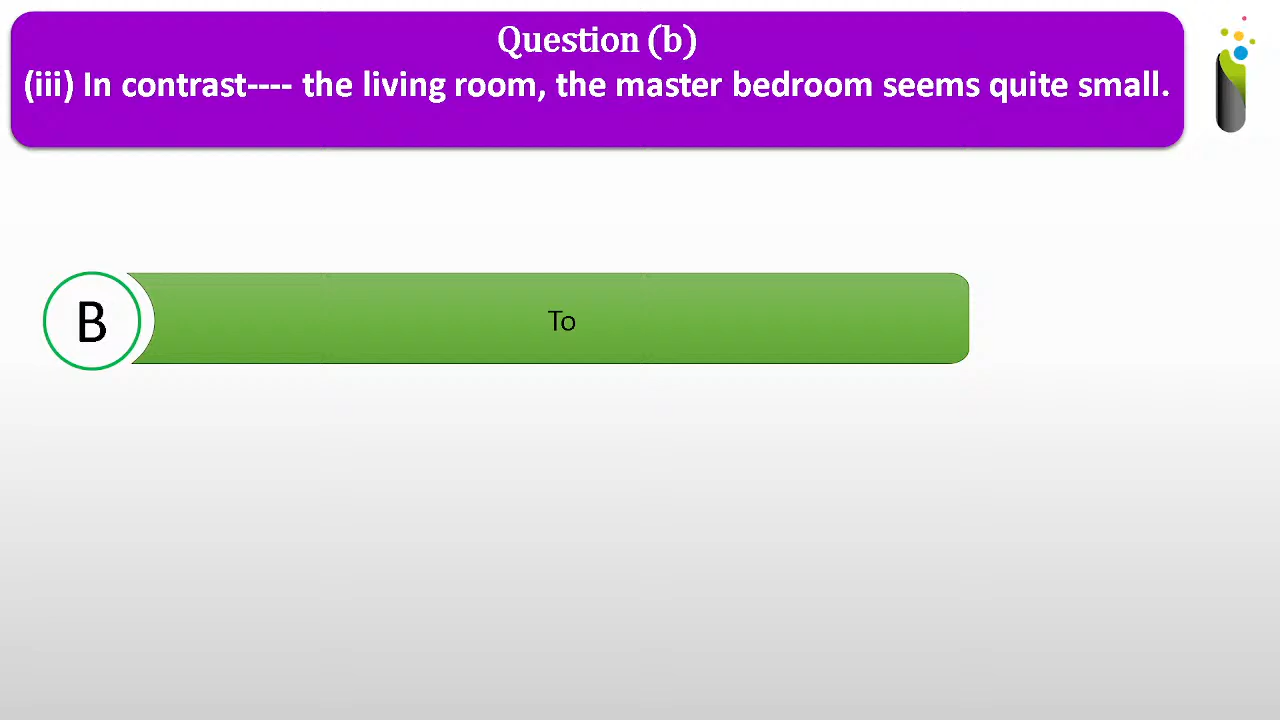 Question (b)
(iii) In contrast---- the living room, the master bedroom seems quite small.
B
To